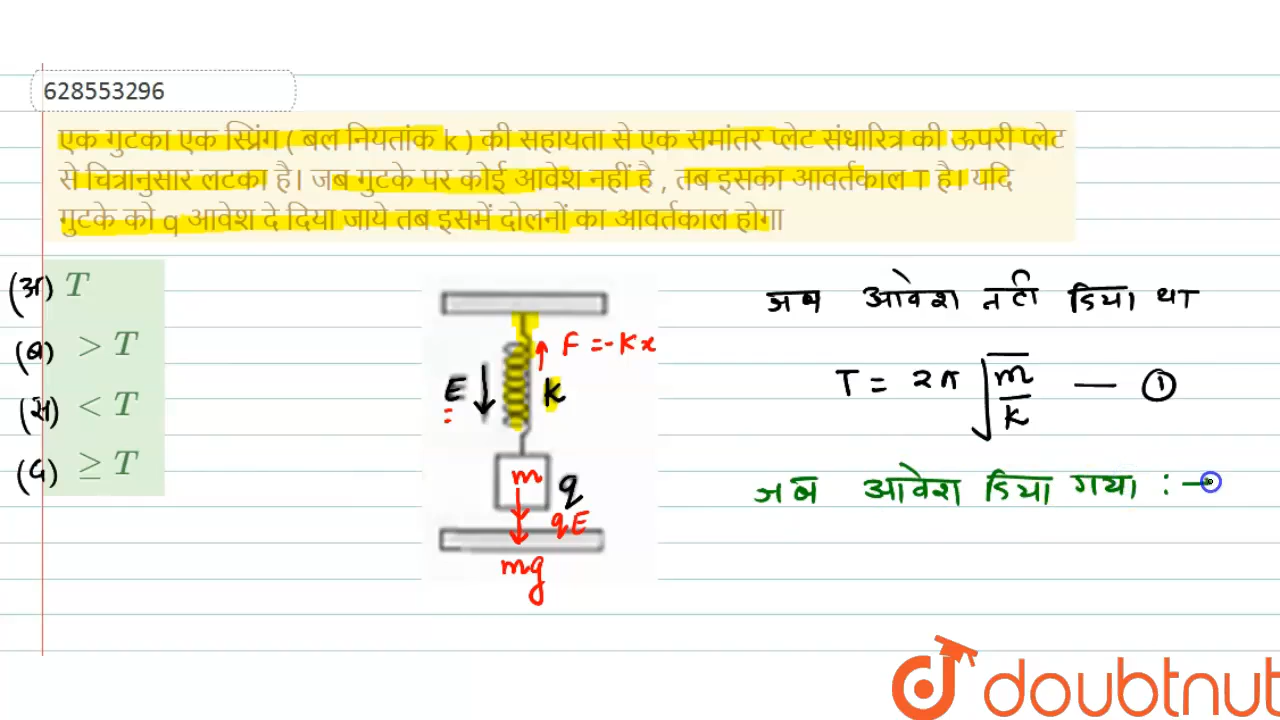 628553296
एक गुटका एक स्प्रिंग ( बल नियतांक k ) की सहायता से एक समांतर प्लेट संधारित्र की ऊपरी प्लेट
से चित्रानुसार लटका है। जब गुटके पर कोई आवेश नहीं है , तब इसका आवर्तकाल T है। यदि
गुटके को q आवेश दे दिया जाये तब इसमें दोलनों का आवर्तकाल होगा
(अ) T
(ब) > T
(स) < T
(द) ≥ T
F = -Kx
E
K
m
q
qE
mg
जब आवेश नहीं दिया था
T = 2π √m/K — ①
जब आवेश दिया गया :→
doubtnut